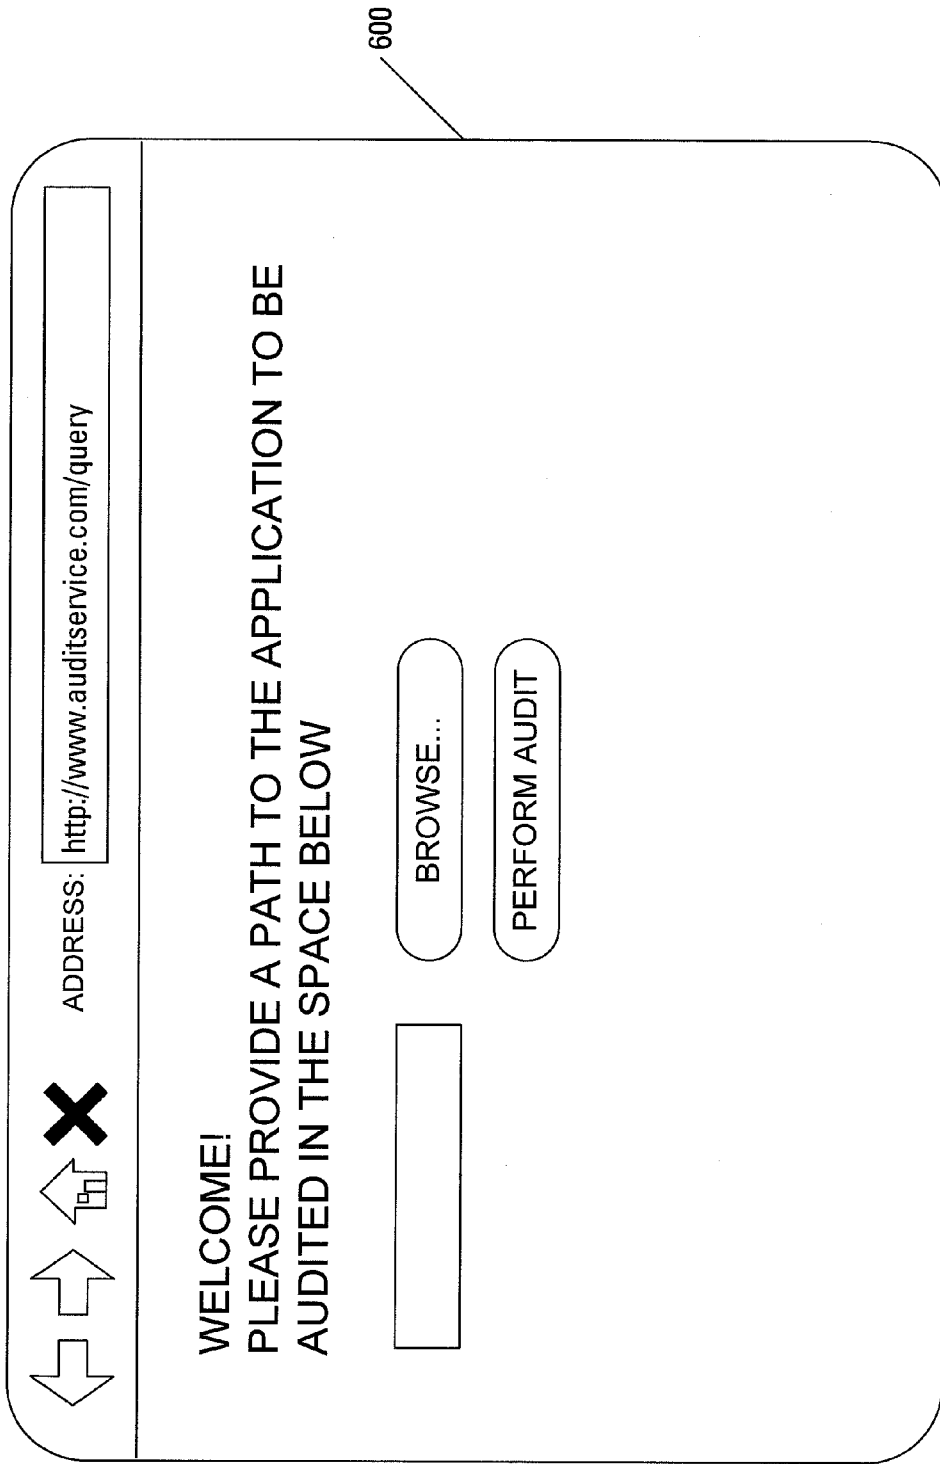 600
ADDRESS: http://www.auditservice.com/query
WELCOME!
PLEASE PROVIDE A PATH TO THE APPLICATION TO BE
AUDITED IN THE SPACE BELOW
BROWSE...
PERFORM AUDIT